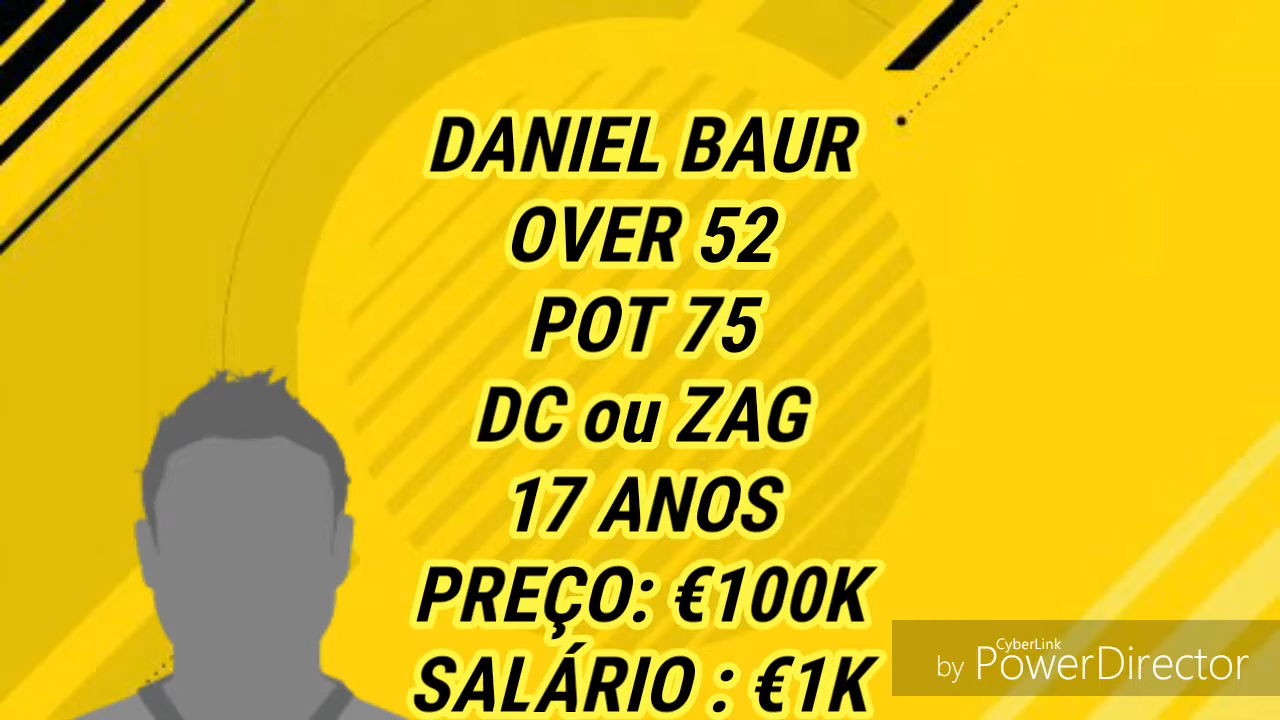 DANIEL BAUR
OVER 52
POT 75
DC ou ZAG
17 ANOS
PREÇO: €100K
SALÁRIO : €1K
CyberLink
by PowerDirector